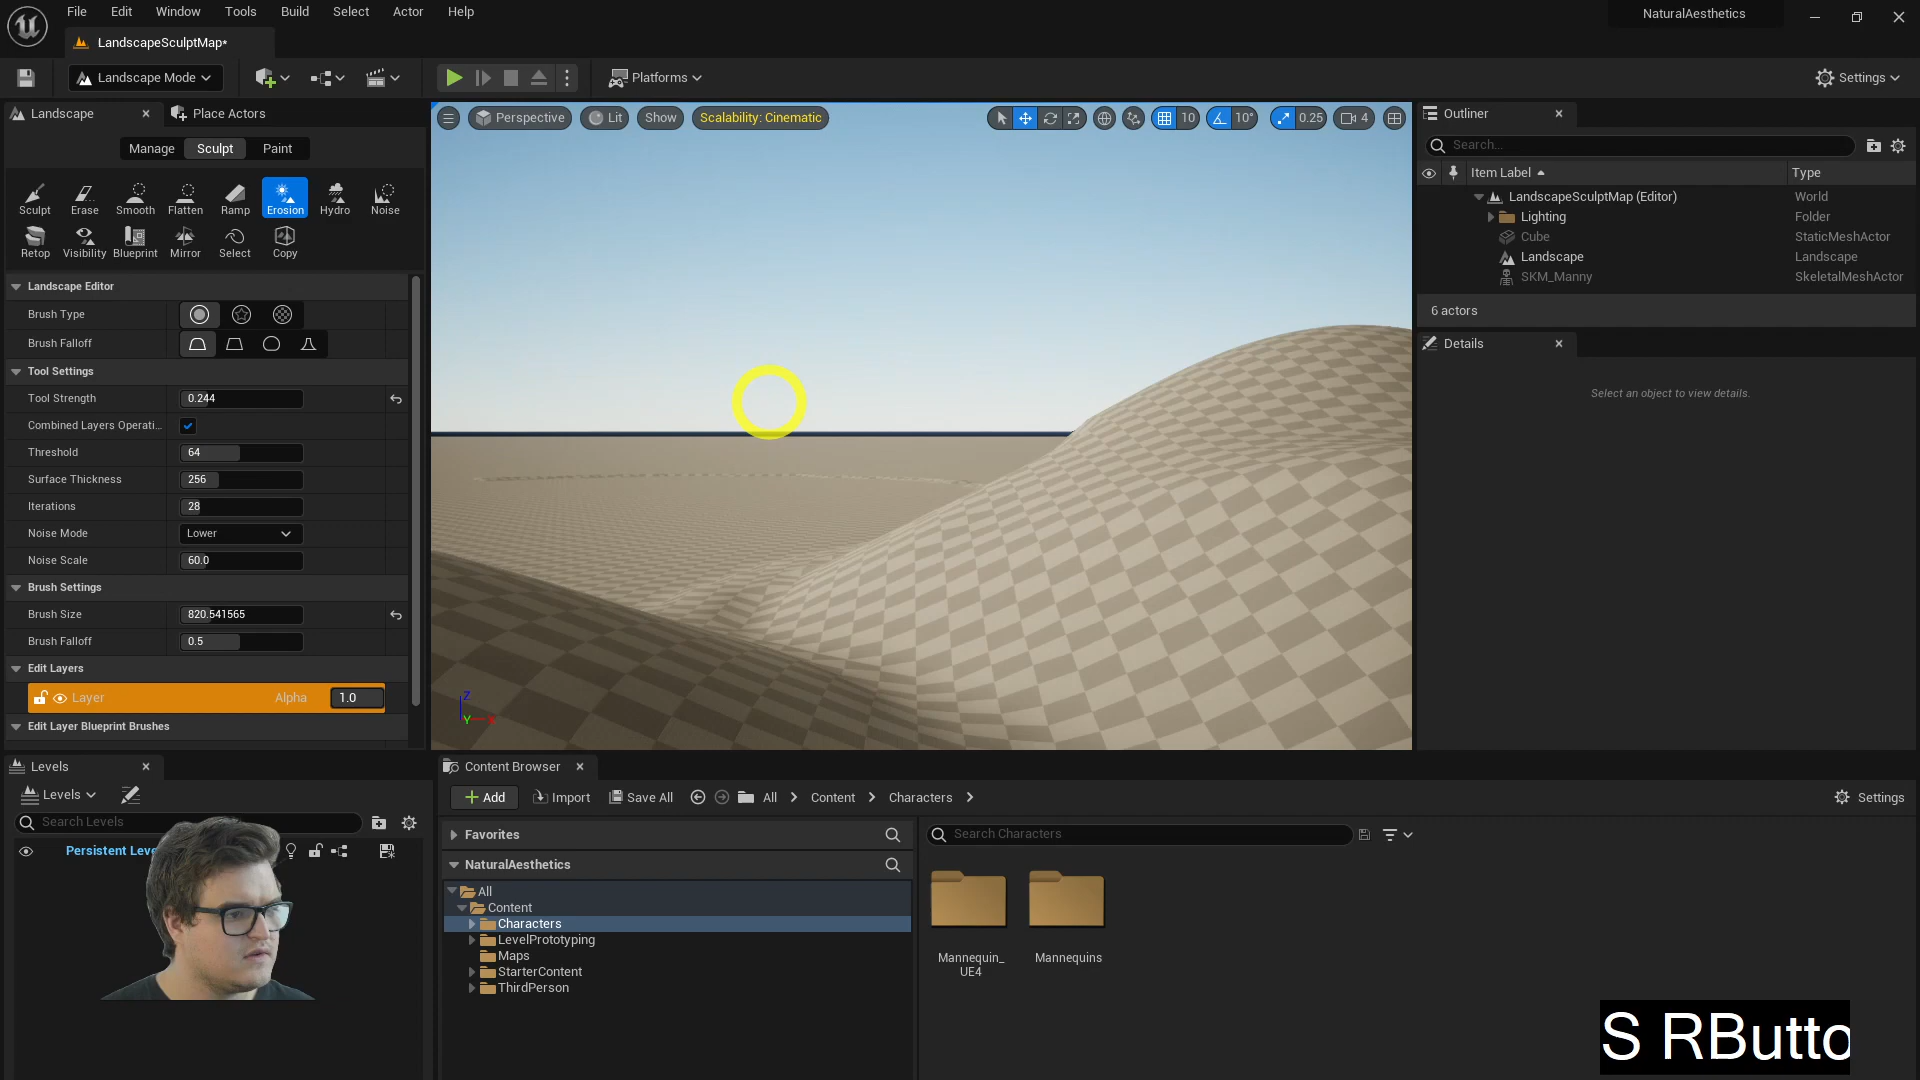 File Edit Window Tools Build Select Actor Help
NaturalAesthetics
LandscapeSculptMap*
Landscape Mode
Platforms
Settings
Landscape
Place Actors
Manage Sculpt Paint
Sculpt Erase Smooth Flatten Ramp Erosion Hydro Noise
Retop Visibility Blueprint Mirror Select Copy
Landscape Editor
Brush Type
Brush Falloff
Tool Settings
Tool Strength 0.244
Combined Layers Operati...
Threshold 64
Surface Thickness 256
Iterations 28
Noise Mode Lower
Noise Scale 60.0
Brush Settings
Brush Size 820.541565
Brush Falloff 0.5
Edit Layers
Layer Alpha 1.0
Edit Layer Blueprint Brushes
Perspective Lit Show Scalability: Cinematic
10 10° 0.25 4
Z
Y
Outliner
Search...
Item Label Type
LandscapeSculptMap (Editor) World
Lighting Folder
Cube StaticMeshActor
Landscape Landscape
SKM_Manny SkeletalMeshActor
6 actors
Details
Select an object to view details.
Levels
Levels
Search Levels
Persistent Leve
Content Browser
Add Import Save All All Content Characters
Settings
Favorites
NaturalAesthetics
All
Content
Characters
LevelPrototyping
Maps
StarterContent
ThirdPerson
Search Characters
Mannequin_
UE4
Mannequins
S RButto